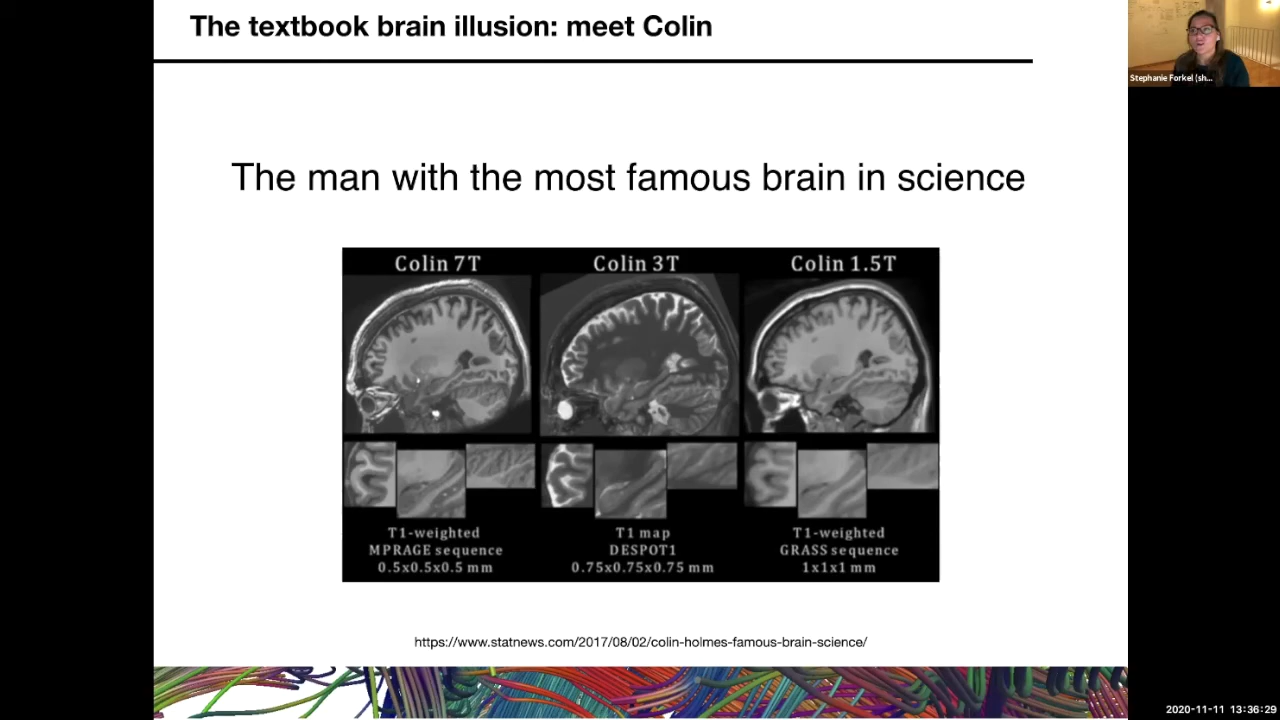 The textbook brain illusion: meet Colin
Stephanie Forkel (sh...
The man with the most famous brain in science
Colin 7T
Colin 3T
Colin 1.5T
T1-weighted
MPRAGE sequence
0.5x0.5x0.5 mm
T1 map
DESPOT1
0.75x0.75x0.75 mm
T1-weighted
GRASS sequence
1x1x1 mm
https://www.statnews.com/2017/08/02/colin-holmes-famous-brain-science/
2020-11-11 13:36:29